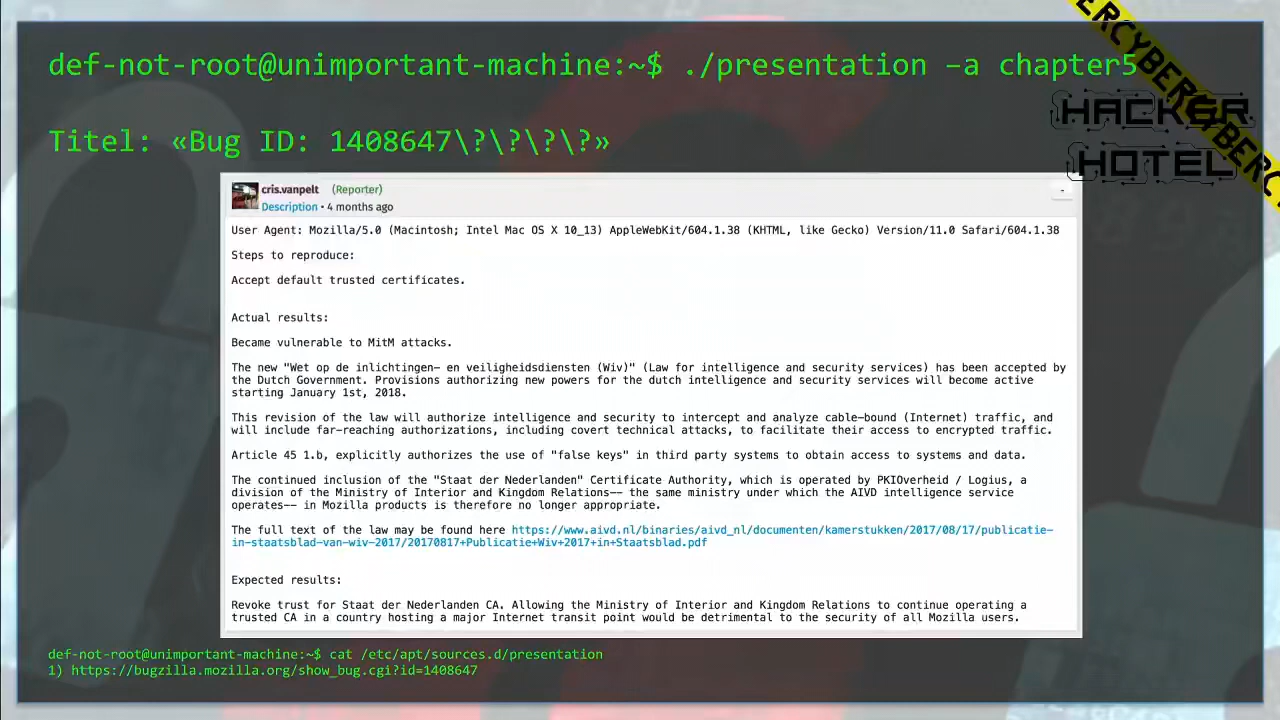 def-not-root@unimportant-machine:~$ ./presentation –a chapter5
ERCYBERCYBERCY
HACKER
HOTEL
Titel: «Bug ID: 1408647\?\?\?\?»
cris.vanpelt (Reporter)
Description • 4 months ago
-
User Agent: Mozilla/5.0 (Macintosh; Intel Mac OS X 10_13) AppleWebKit/604.1.38 (KHTML, like Gecko) Version/11.0 Safari/604.1.38
Steps to reproduce:
Accept default trusted certificates.
Actual results:
Became vulnerable to MitM attacks.
The new "Wet op de inlichtingen- en veiligheidsdiensten (Wiv)" (Law for intelligence and security services) has been accepted by
the Dutch Government. Provisions authorizing new powers for the dutch intelligence and security services will become active
starting January 1st, 2018.
This revision of the law will authorize intelligence and security to intercept and analyze cable-bound (Internet) traffic, and
will include far-reaching authorizations, including covert technical attacks, to facilitate their access to encrypted traffic.
Article 45 1.b, explicitly authorizes the use of "false keys" in third party systems to obtain access to systems and data.
The continued inclusion of the "Staat der Nederlanden" Certificate Authority, which is operated by PKIOverheid / Logius, a
division of the Ministry of Interior and Kingdom Relations-- the same ministry under which the AIVD intelligence service
operates-- in Mozilla products is therefore no longer appropriate.
The full text of the law may be found here https://www.aivd.nl/binaries/aivd_nl/documenten/kamerstukken/2017/08/17/publicatie-
in-staatsblad-van-wiv-2017/20170817+Publicatie+Wiv+2017+in+Staatsblad.pdf
Expected results:
Revoke trust for Staat der Nederlanden CA. Allowing the Ministry of Interior and Kingdom Relations to continue operating a
trusted CA in a country hosting a major Internet transit point would be detrimental to the security of all Mozilla users.
def-not-root@unimportant-machine:~$ cat /etc/apt/sources.d/presentation
1) https://bugzilla.mozilla.org/show_bug.cgi?id=1408647